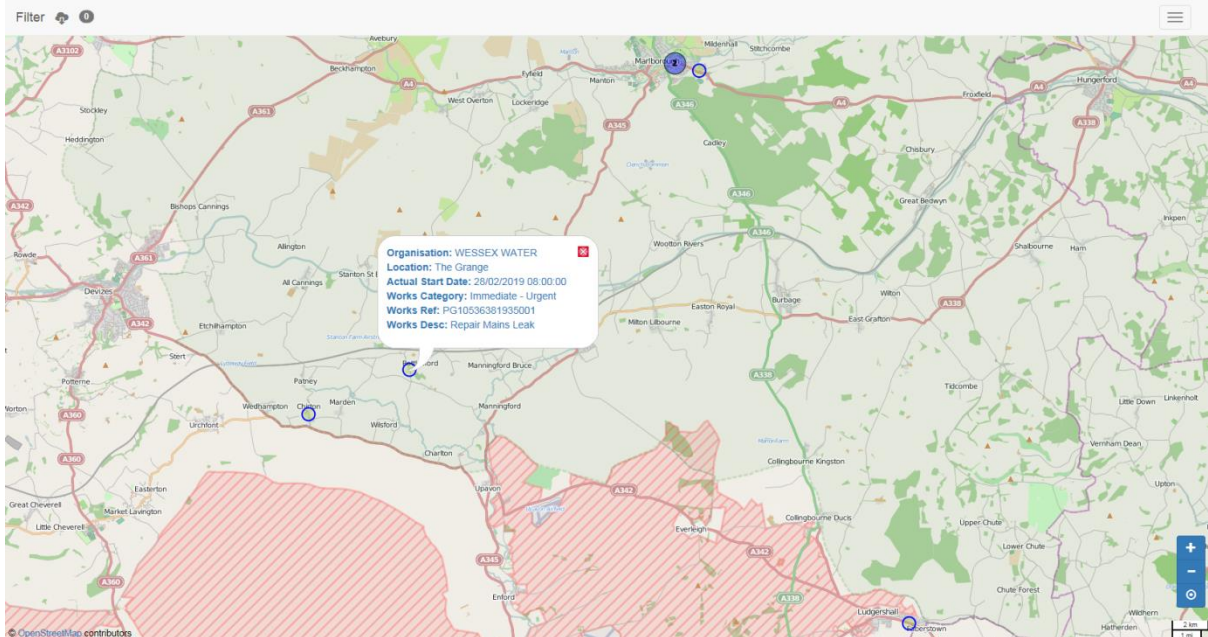 Filter 0
Avebury
A3102
Mildenhall
Stitchcombe
Beckhampton
Marlborough
A4
Fyfield
Manton
Hungerford
A4
A4
West Overton
Lockeridge
Froxfield
A4
Stockley
A361
A346
A338
A345
Heddington
Cadley
Chisbury
A342
A346
Great Bedwyn
Bishops Cannings
Inkpen
A346
Allington
Wootton Rivers
Shalbourne
Ham
Rowde
A361
Organisation: WESSEX WATER
Location: The Grange
Actual Start Date: 28/02/2019 08:00:00
Works Category: Immediate - Urgent
Works Ref: PG10536381935001
Works Desc: Repair Mains Leak
All Cannings
Stanton St
Devizes
Burbage
Wilton
A338
Easton Royal
East Grafton
A342
Etchilhampton
Milton Lilbourne
Stert
Manningford Bruce
A338
Potterne
Patney
Tidcombe
Wedhampton
Marden
Manningford
Little Down
Linkenholt
A360
Urchfont
Wilsford
Vernham Dean
Charlton
A360
Collingbourne Kingston
Upton
Easterton
Upavon
A342
Great Cheverell
Market Lavington
Collingbourne Ducis
Upper Chute
Little Cheverell
Everleigh
Lower Chute
A342
A345
A360
Chute Forest
Enford
A338
Ludgershall
Wildhern
Hatherden
2 km
1 mi
© OpenStreetMap contributors